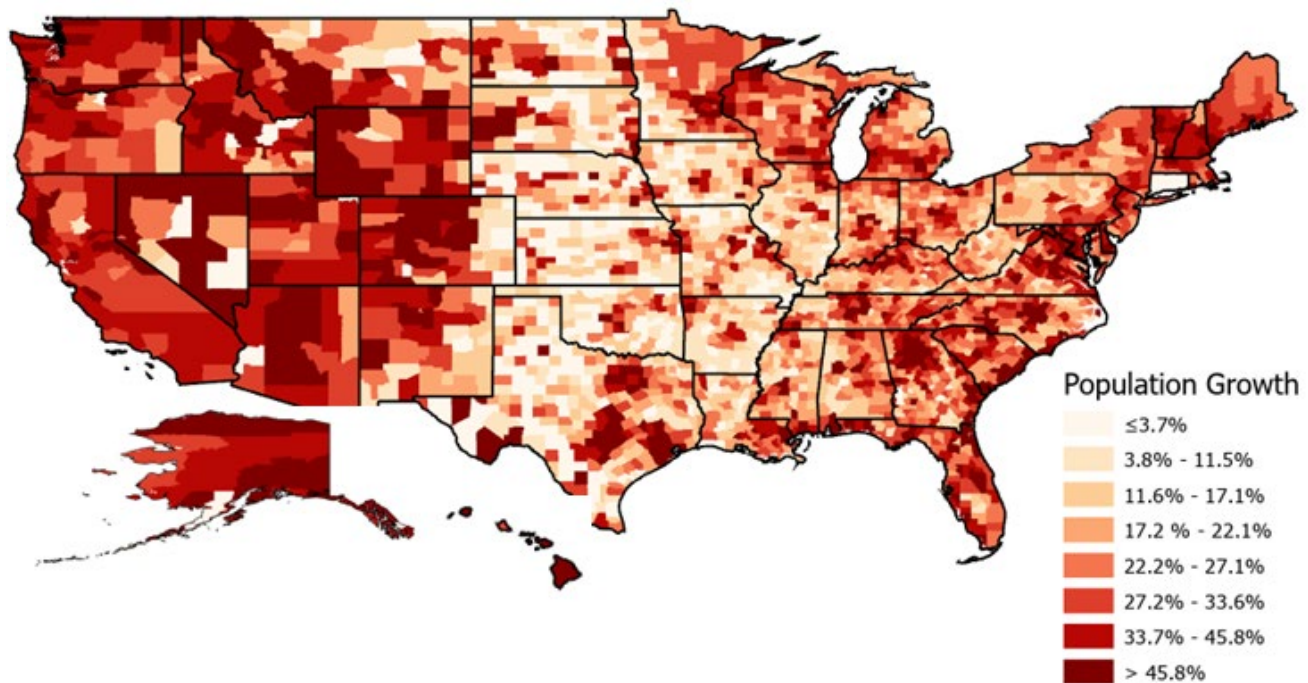 Population Growth
≤3.7%
3.8% - 11.5%
11.6% - 17.1%
17.2 % - 22.1%
22.2% - 27.1%
27.2% - 33.6%
33.7% - 45.8%
> 45.8%